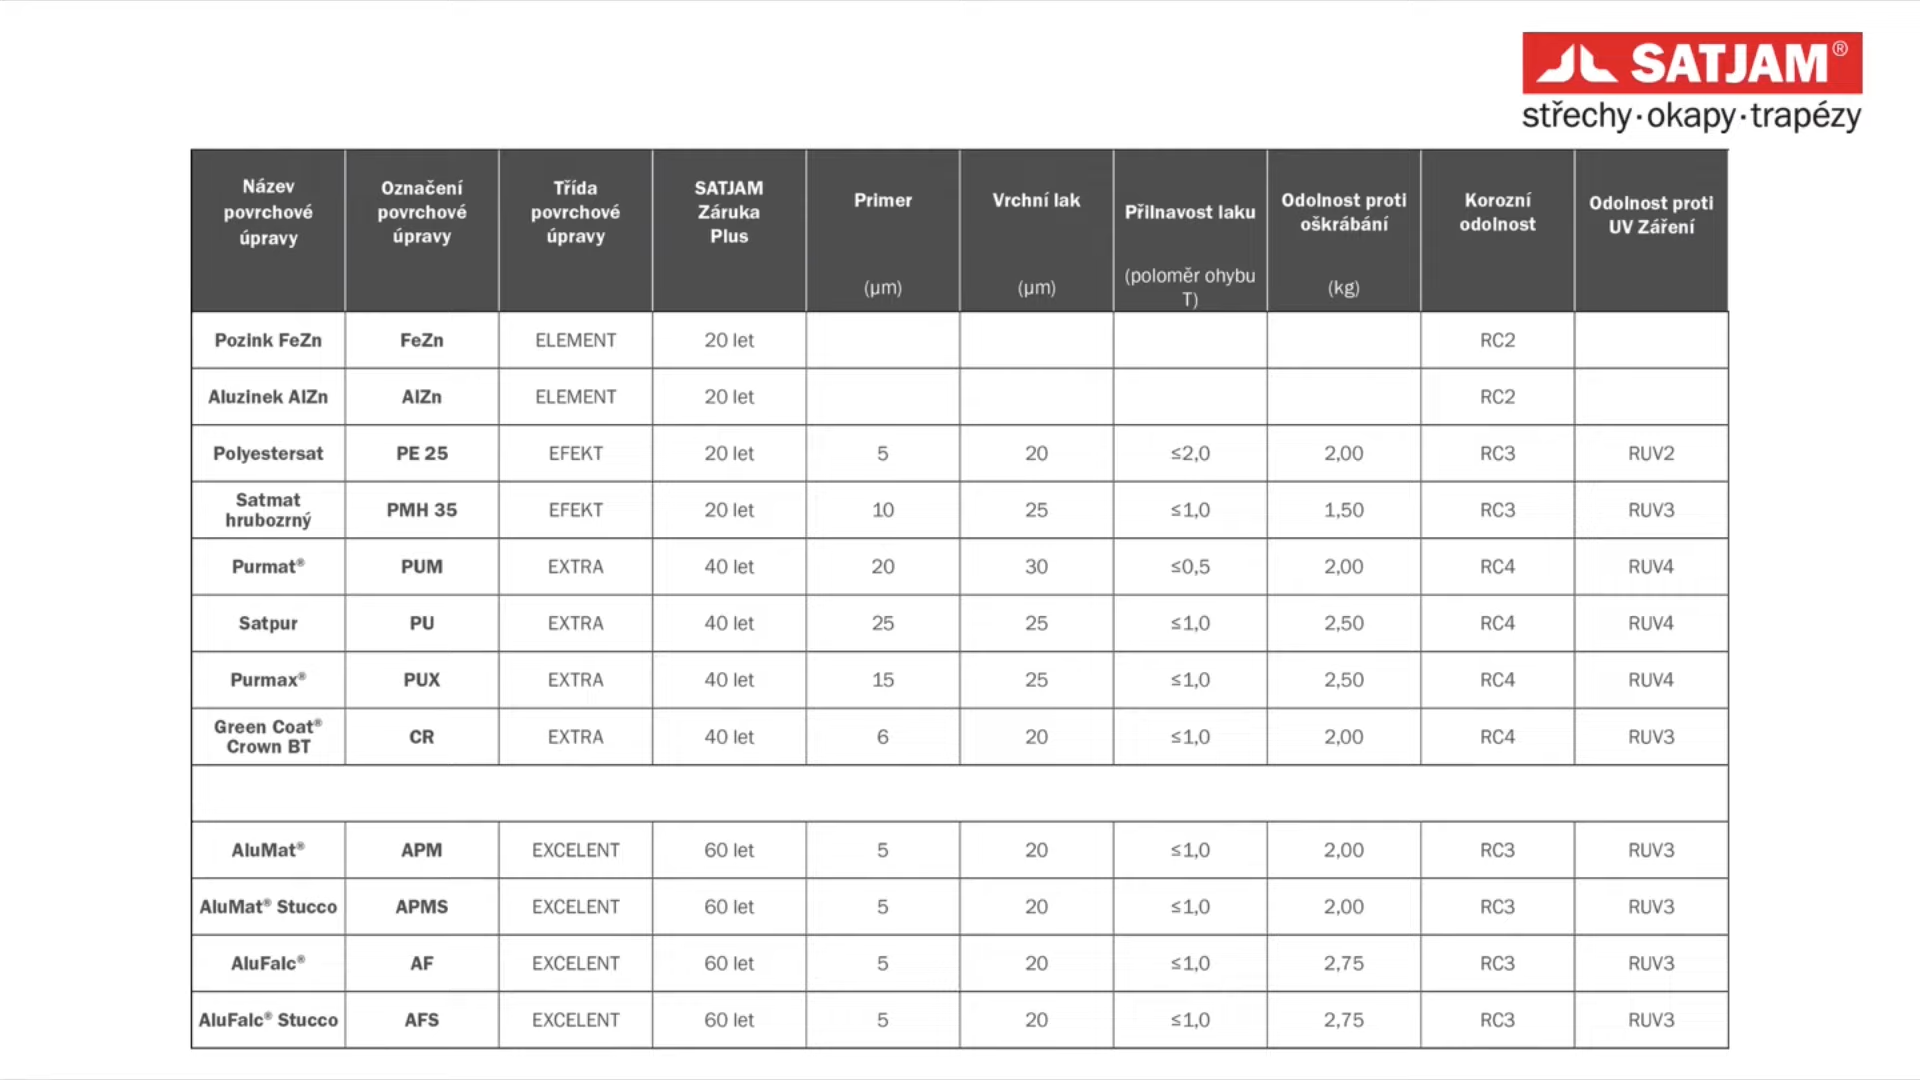 SATJAM®
střechy·okapy·trapézy
Název povrchové úpravy | Označení povrchové úpravy | Třída povrchové úpravy | SATJAM Záruka Plus | Primer (μm) | Vrchní lak (μm) | Přilnavost laku (poloměr ohybu T) | Odolnost proti oškrábání (kg) | Korozní odolnost | Odolnost proti UV Záření
Pozink FeZn | FeZn | ELEMENT | 20 let | | | | | RC2 |
Aluzinek AlZn | AlZn | ELEMENT | 20 let | | | | | RC2 |
Polyestersat | PE 25 | EFEKT | 20 let | 5 | 20 | ≤2,0 | 2,00 | RC3 | RUV2
Satmat hrubozrný | PMH 35 | EFEKT | 20 let | 10 | 25 | ≤1,0 | 1,50 | RC3 | RUV3
Purmat® | PUM | EXTRA | 40 let | 20 | 30 | ≤0,5 | 2,00 | RC4 | RUV4
Satpur | PU | EXTRA | 40 let | 25 | 25 | ≤1,0 | 2,50 | RC4 | RUV4
Purmax® | PUX | EXTRA | 40 let | 15 | 25 | ≤1,0 | 2,50 | RC4 | RUV4
Green Coat® Crown BT | CR | EXTRA | 40 let | 6 | 20 | ≤1,0 | 2,00 | RC4 | RUV3
AluMat® | APM | EXCELENT | 60 let | 5 | 20 | ≤1,0 | 2,00 | RC3 | RUV3
AluMat® Stucco | APMS | EXCELENT | 60 let | 5 | 20 | ≤1,0 | 2,00 | RC3 | RUV3
AluFalc® | AF | EXCELENT | 60 let | 5 | 20 | ≤1,0 | 2,75 | RC3 | RUV3
AluFalc® Stucco | AFS | EXCELENT | 60 let | 5 | 20 | ≤1,0 | 2,75 | RC3 | RUV3